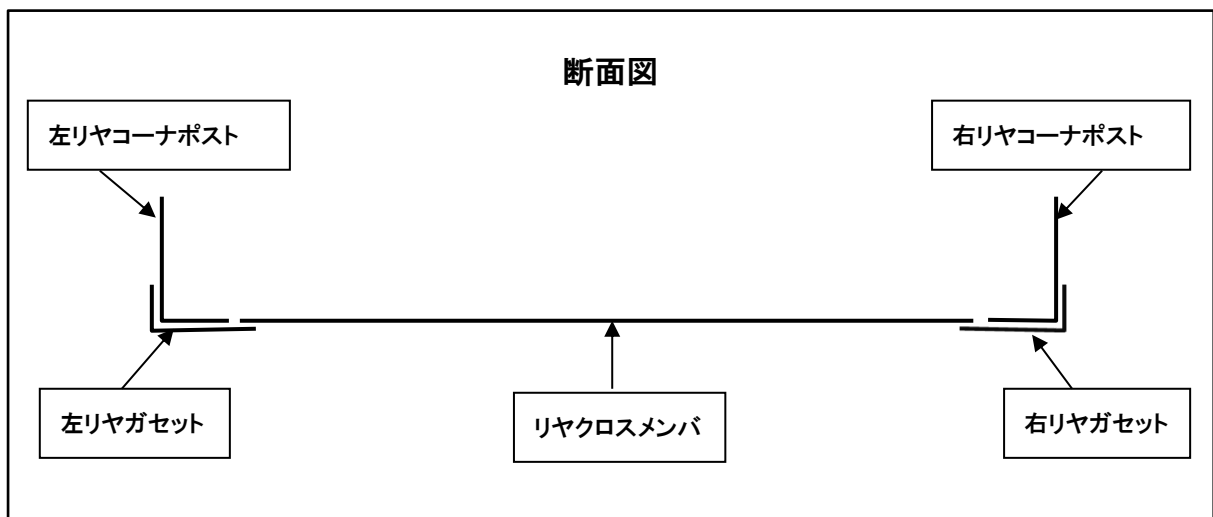 断面図
左リヤコーナポスト
右リヤコーナポスト
左リヤガセット
リヤクロスメンバ
右リヤガセット